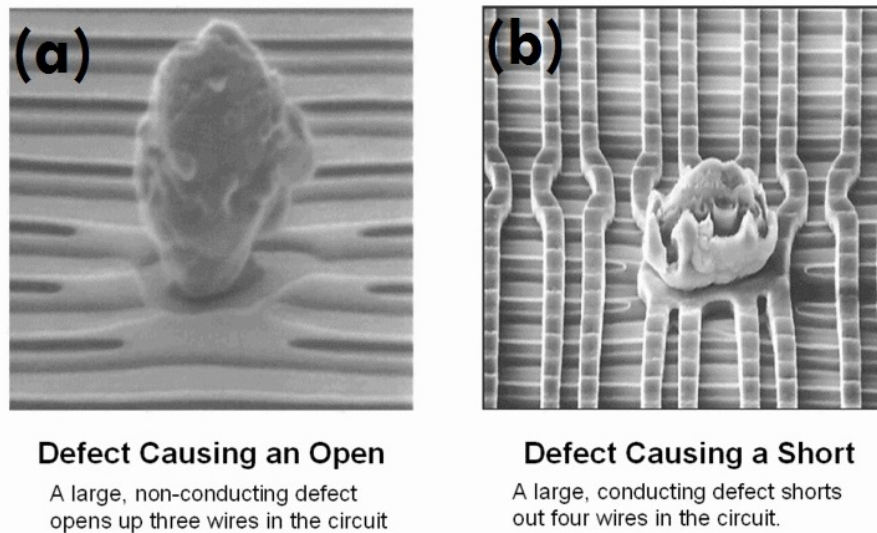 (a)
(b)
Defect Causing an Open
A large, non-conducting defect
opens up three wires in the circuit
Defect Causing a Short
A large, conducting defect shorts
out four wires in the circuit.